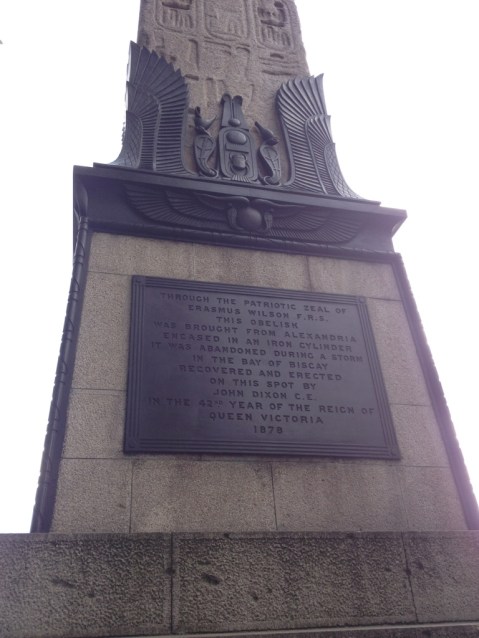 THROUGH THE PATRIOTIC ZEAL OF
ERASMUS WILSON F.R.S.
THIS OBELISK
WAS BROUGHT FROM ALEXANDRIA
ENCASED IN AN IRON CYLINDER
IT WAS ABANDONED DURING A STORM
IN THE BAY OF BISCAY
RECOVERED AND ERECTED
ON THIS SPOT BY
JOHN DIXON C.E.
IN THE 42ND YEAR OF THE REIGN OF
QUEEN VICTORIA
1878